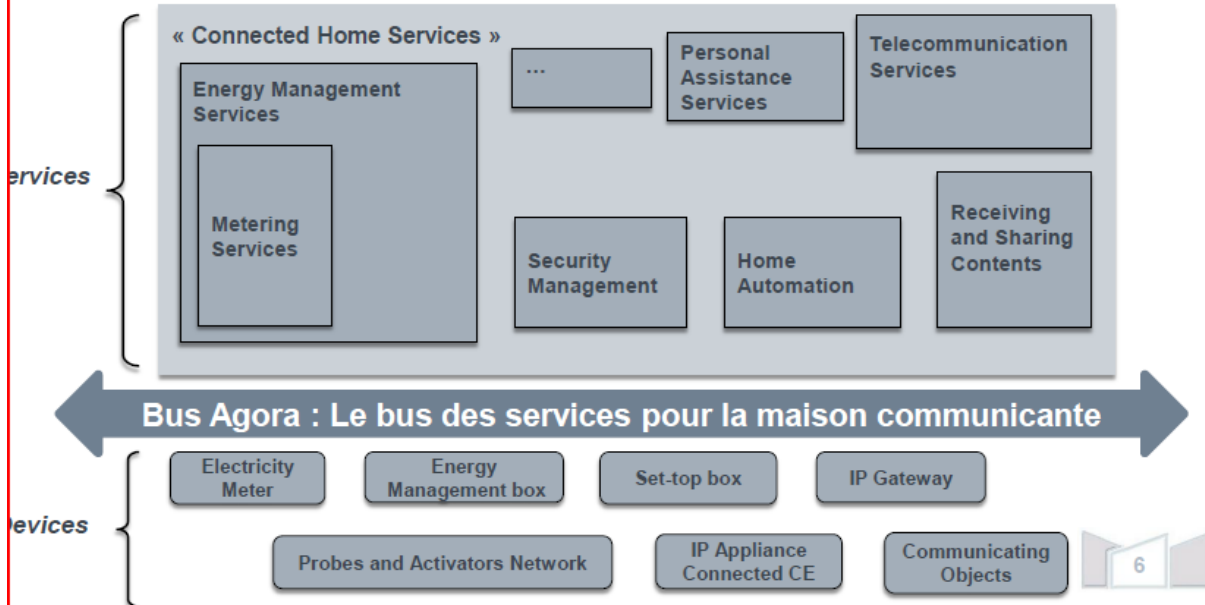 « Connected Home Services »
Energy Management
Services
Metering
Services
...
Personal
Assistance
Services
Telecommunication
Services
Security
Management
Home
Automation
Receiving
and Sharing
Contents
ervices
Bus Agora : Le bus des services pour la maison communicante
Electricity
Meter
Energy
Management box
Set-top box
IP Gateway
evices
Probes and Activators Network
IP Appliance
Connected CE
Communicating
Objects
6